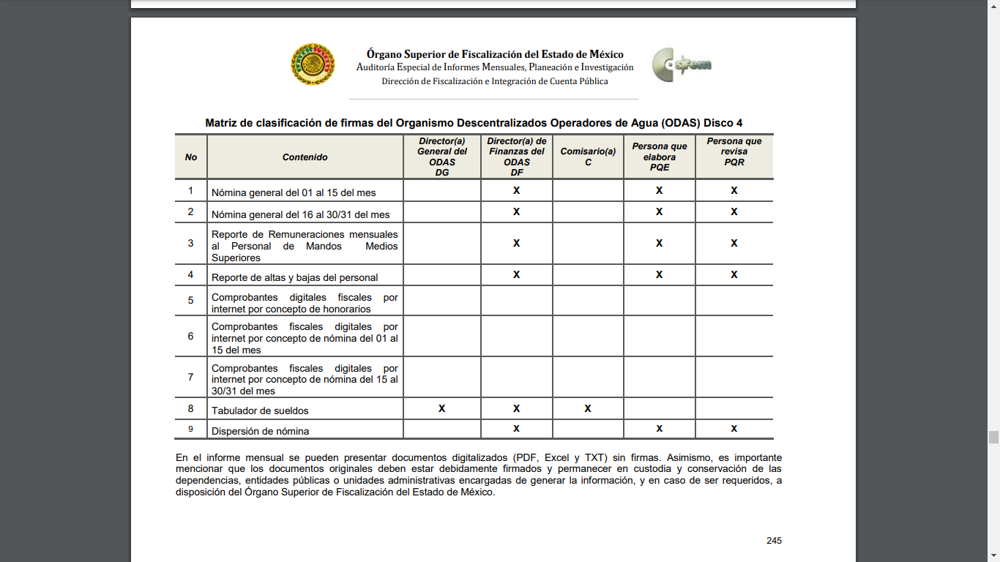 Órgano Superior de Fiscalización del Estado de México
Auditoría Especial de Informes Mensuales, Planeación e Investigación
Dirección de Fiscalización e Integración de Cuenta Pública
osfem
Matriz de clasificación de firmas del Organismo Descentralizados Operadores de Agua (ODAS) Disco 4
No
Contenido
Director(a)
General del
ODAS
DG
Director(a) de
Finanzas del
ODAS
DF
Comisario(a)
C
Persona que
elabora
PQE
Persona que
revisa
PQR
1 Nómina general del 01 al 15 del mes X X X
2 Nómina general del 16 al 30/31 del mes X X X
3 Reporte de Remuneraciones mensuales
al Personal de Mandos Medios
Superiores X X X
4 Reporte de altas y bajas del personal X X X
5 Comprobantes digitales fiscales por
internet por concepto de honorarios
6 Comprobantes fiscales digitales por
internet por concepto de nómina del 01 al
15 del mes
7 Comprobantes fiscales digitales por
internet por concepto de nómina del 15 al
30/31 del mes
8 Tabulador de sueldos X X X
9 Dispersión de nómina X X X
En el informe mensual se pueden presentar documentos digitalizados (PDF, Excel y TXT) sin firmas. Asimismo, es importante
mencionar que los documentos originales deben estar debidamente firmados y permanecer en custodia y conservación de las
dependencias, entidades públicas o unidades administrativas encargadas de generar la información, y en caso de ser requeridos, a
disposición del Órgano Superior de Fiscalización del Estado de México.
245